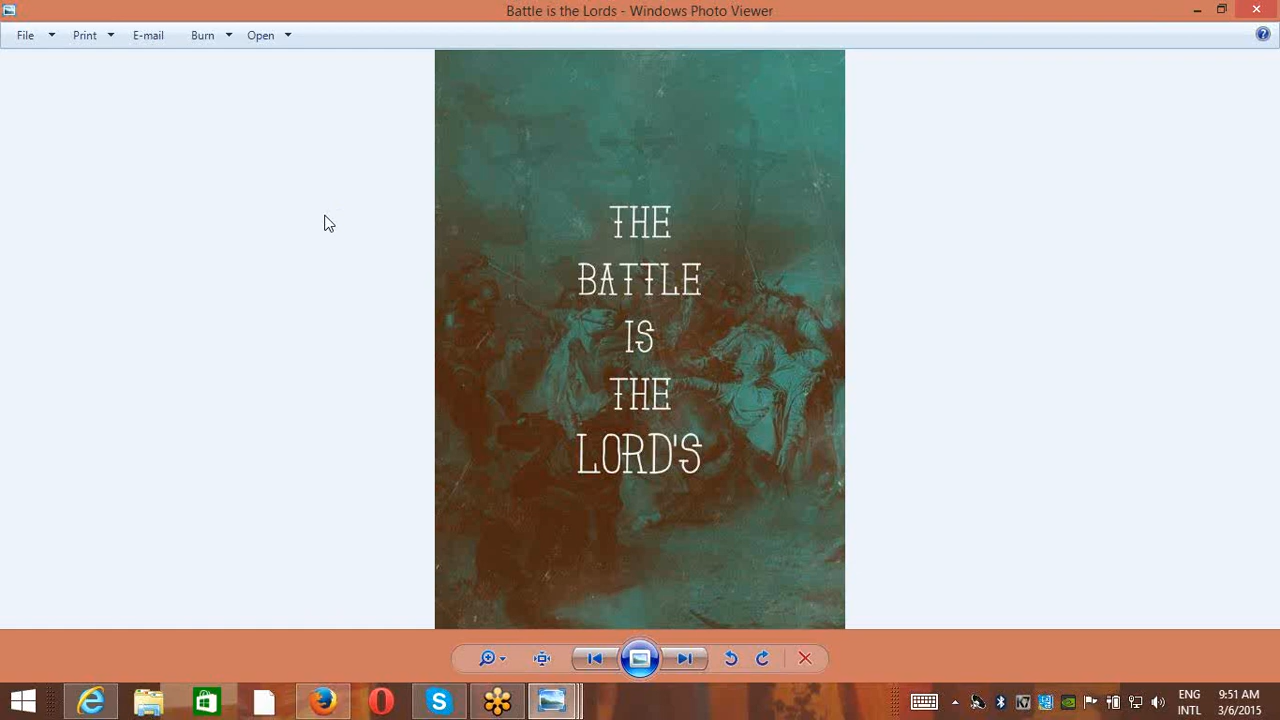 Battle is the Lords - Windows Photo Viewer
File Print E-mail Burn Open
THE
BATTLE
IS
THE
LORD'S
ENG 9:51 AM
INTL 3/6/2015